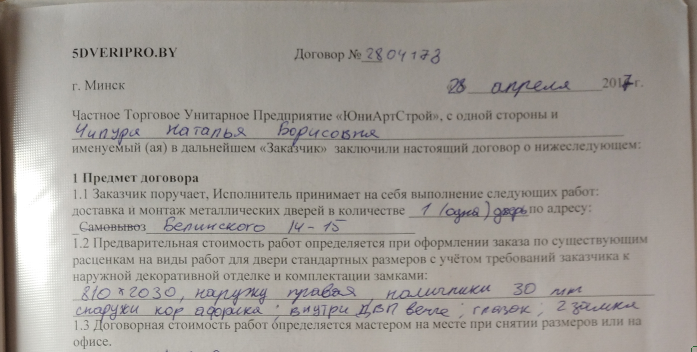 5DVERIPRO.BY Договор № 2804173
г. Минск 28 апреля 2017 г.
Частное Торговое Унитарное Предприятие «ЮниАртСтрой», с одной стороны и
Чипура Наталья Борисовна
именуемый (ая) в дальнейшем «Заказчик» заключили настоящий договор о нижеследующем:
1 Предмет договора
1.1 Заказчик поручает, Исполнитель принимает на себя выполнение следующих работ:
доставка и монтаж металлических дверей в количестве 1 (одна) дверь по адресу:
Самовывоз Белинского 14-15
1.2 Предварительная стоимость работ определяется при оформлении заказа по существующим
расценкам на виды работ для двери стандартных размеров с учётом требований заказчика к
наружной декоративной отделке и комплектации замками:
810*2030, наружу правая наличники 30 mm
снаружи кор африка; внутри ДВП венге; глазок; 2 замка
1.3 Договорная стоимость работ определяется мастером на месте при снятии размеров или на
офисе.